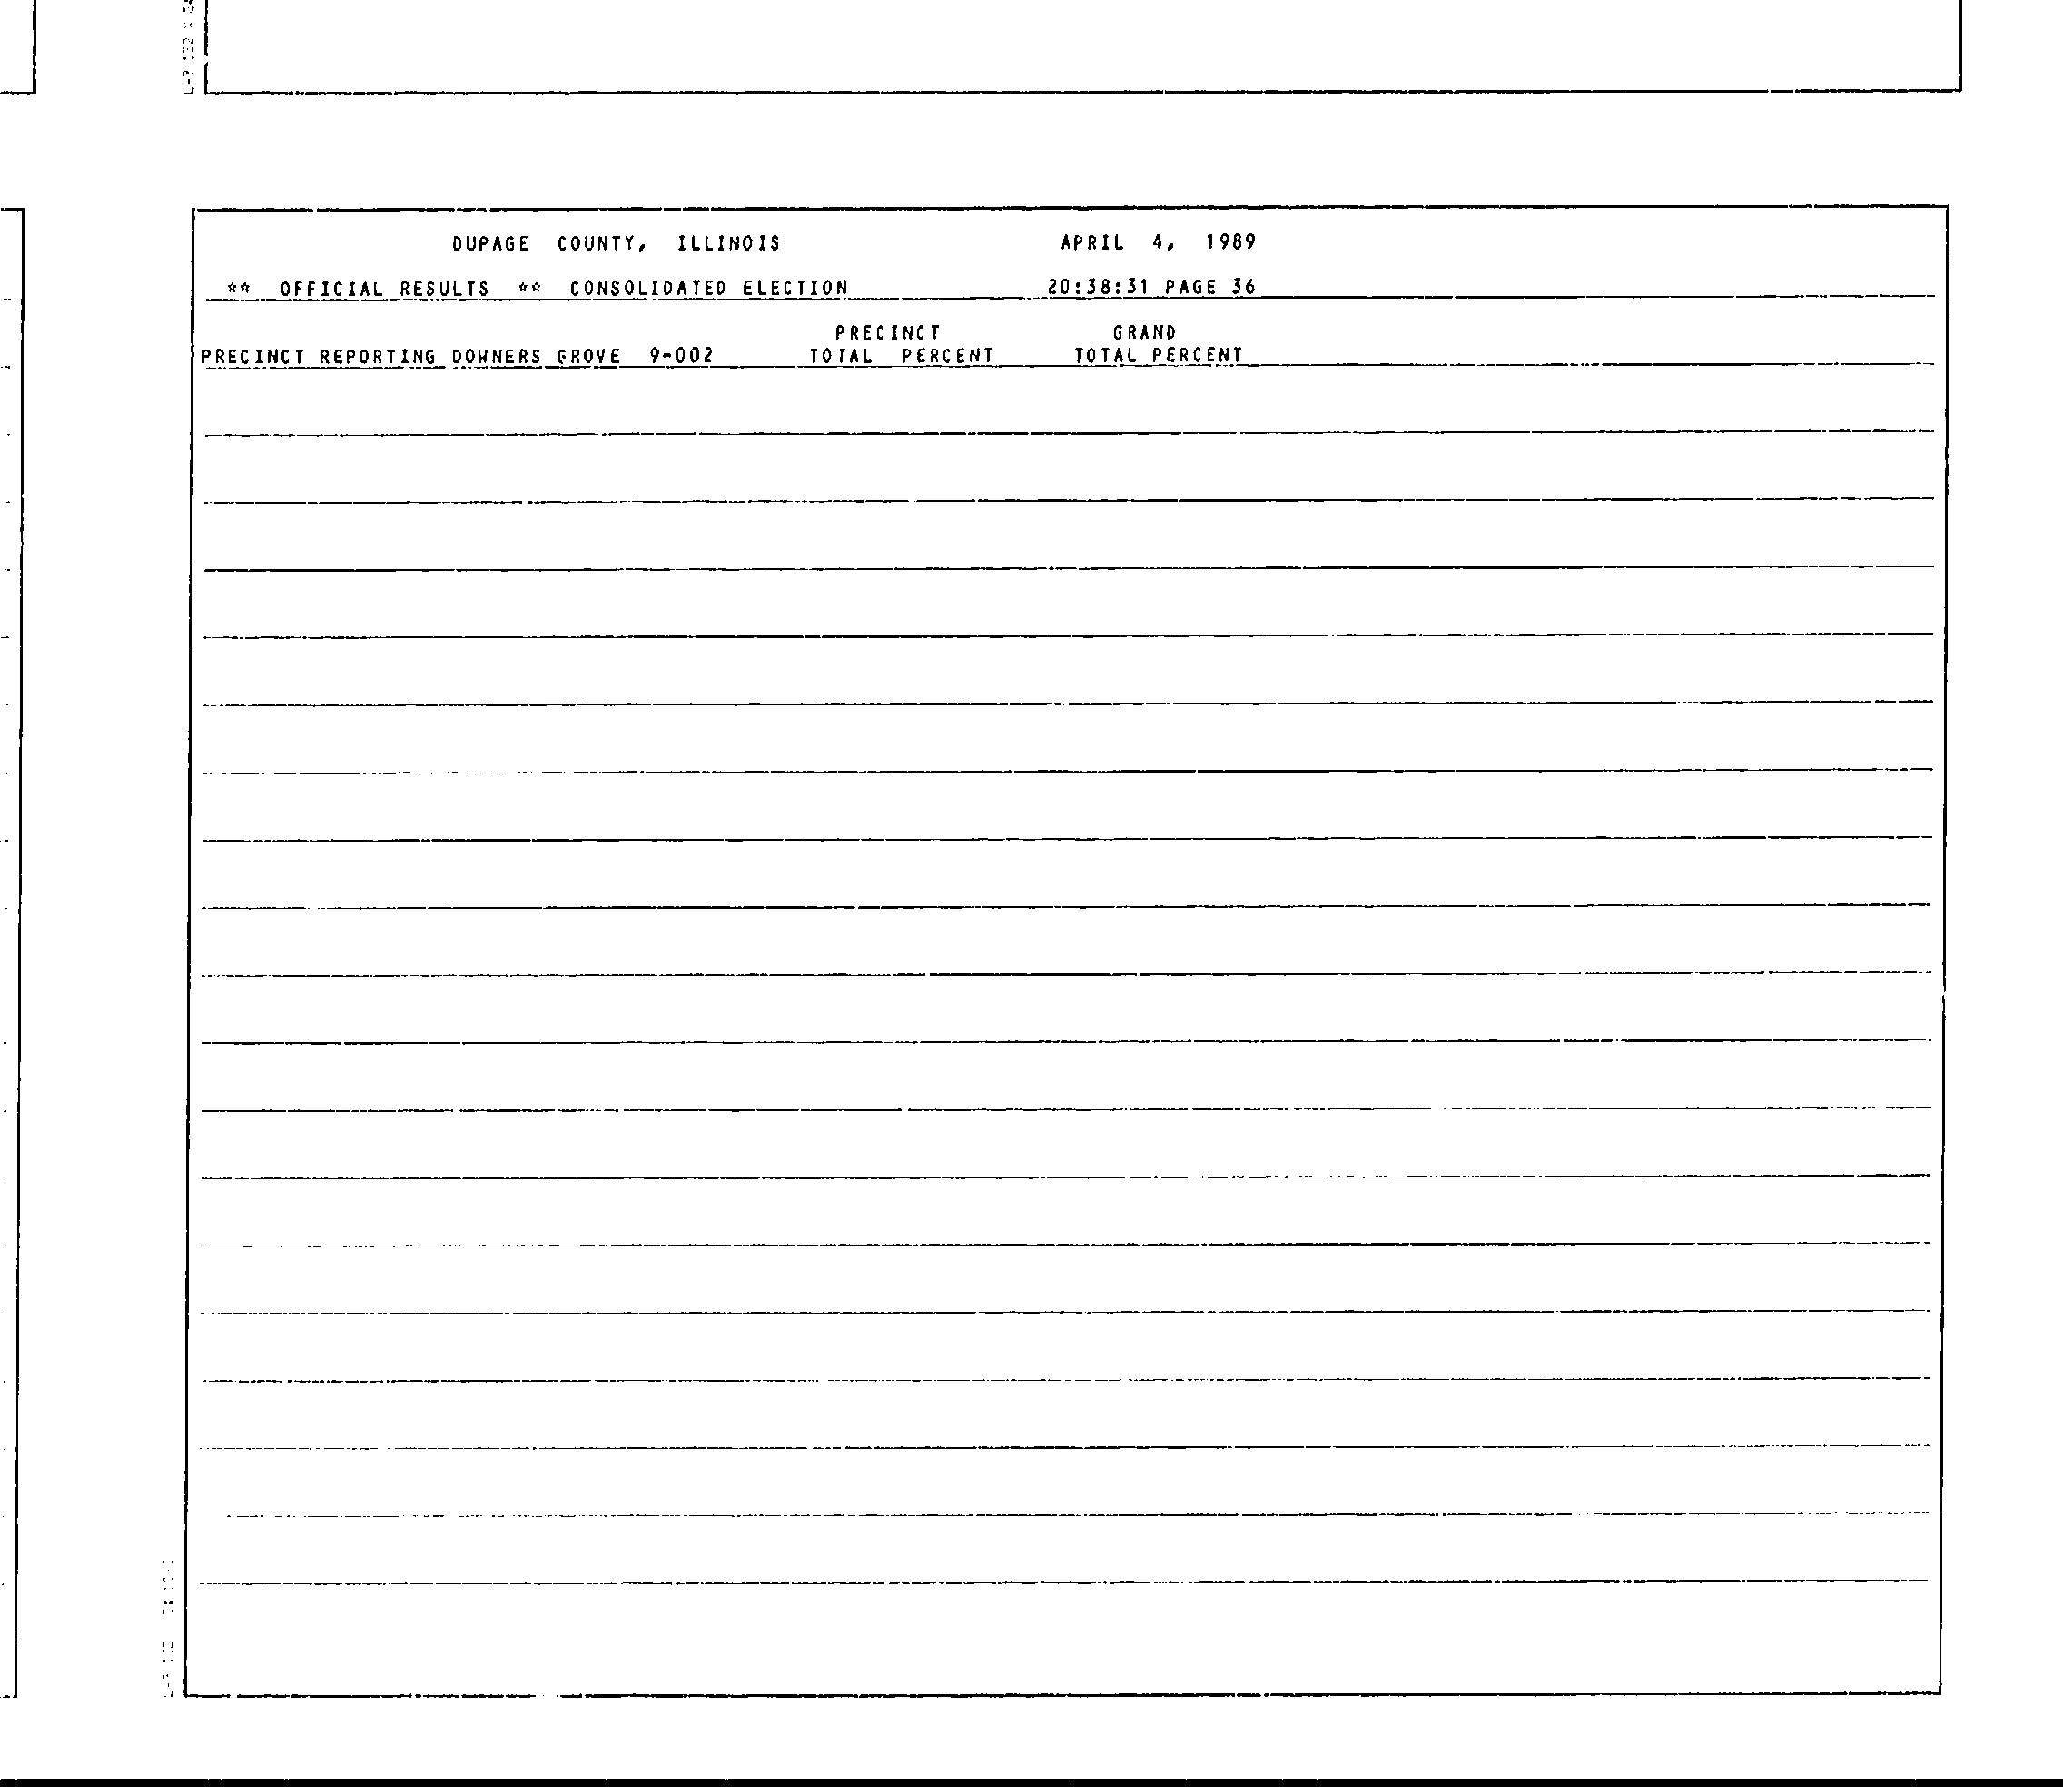 DUPAGE COUNTY, ILLINOIS APRIL 4, 1989
** OFFICIAL RESULTS ** CONSOLIDATED ELECTION 20:38:31 PAGE 36
PRECINCT GRAND
PRECINCT REPORTING DOWNERS GROVE 9-002 TOTAL PERCENT TOTAL PERCENT